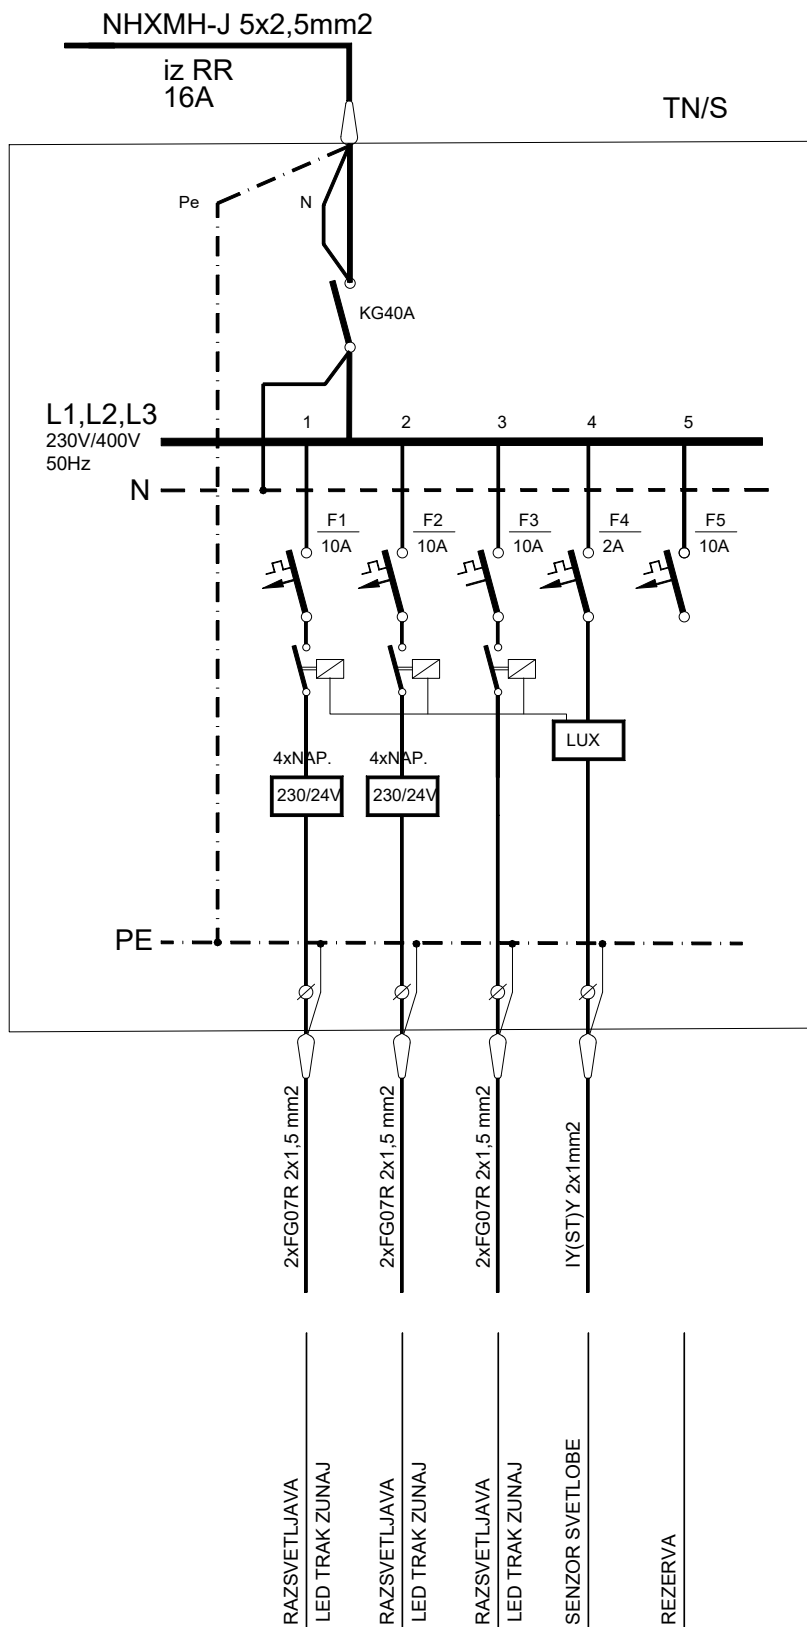 NHXMH-J 5x2,5mm2
iz RR
16A
TN/S
Pe
N
KG40A
L1,L2,L3
230V/400V
50Hz
1
2
3
4
5
N
F1
10A
F2
10A
F3
10A
F4
2A
F5
10A
LUX
4xNAP.
230/24V
4xNAP.
230/24V
PE
2xFG07R 2x1,5 mm2
2xFG07R 2x1,5 mm2
2xFG07R 2x1,5 mm2
IY(ST)Y 2x1mm2
RAZSVETLJAVA
LED TRAK ZUNAJ
RAZSVETLJAVA
LED TRAK ZUNAJ
RAZSVETLJAVA
LED TRAK ZUNAJ
SENZOR SVETLOBE
REZERVA